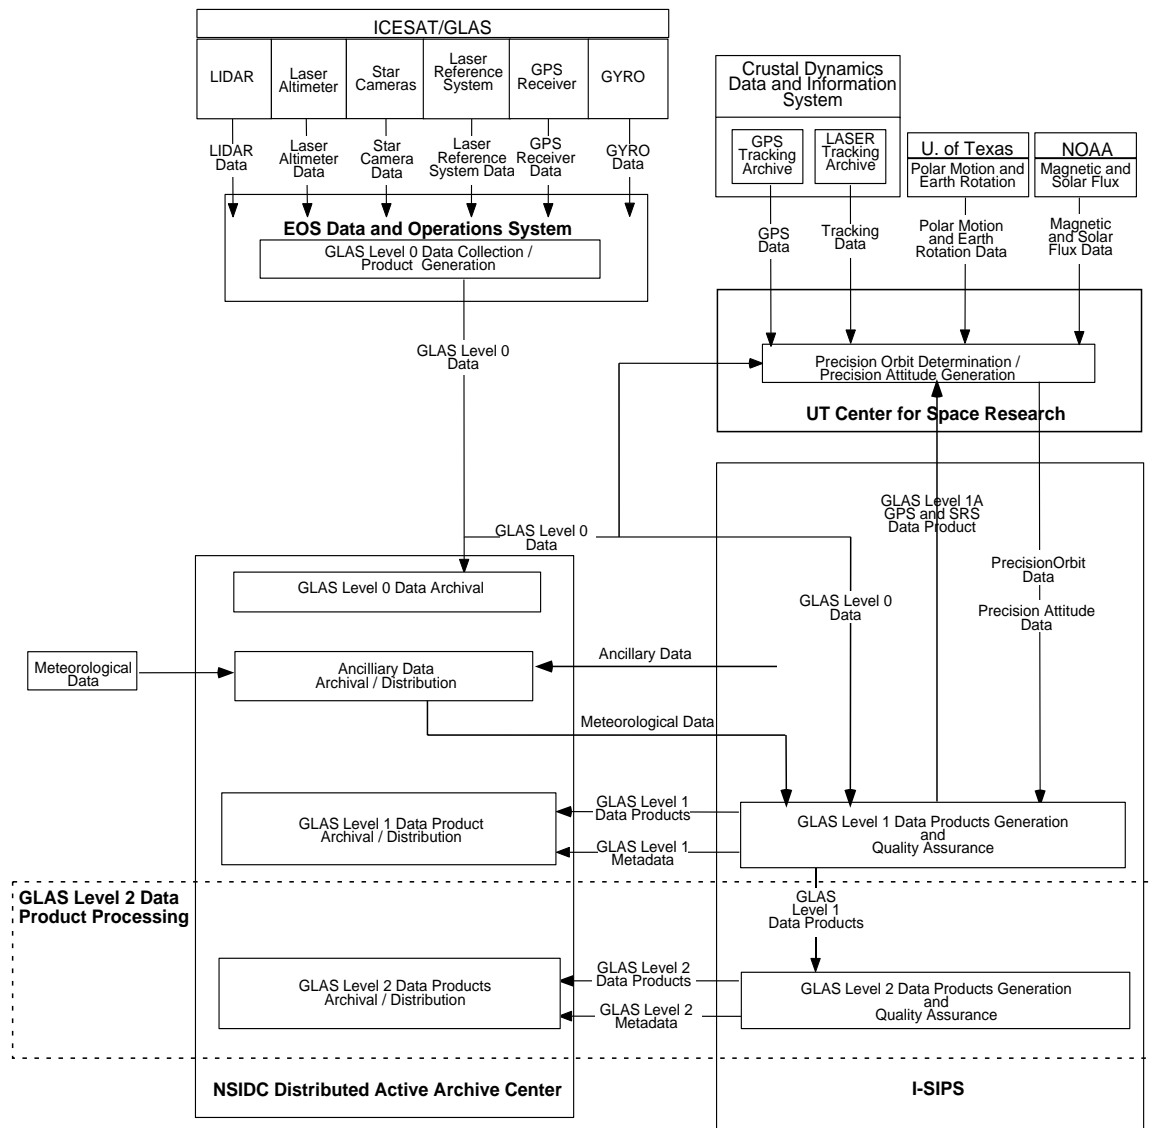 ICESAT/GLAS
LIDAR
Laser
Altimeter
Star
Cameras
Laser
Reference
System
GPS
Receiver
GYRO
LIDAR
Data
Laser
Altimeter
Data
Star
Camera
Data
Laser
Reference
System Data
GPS
Receiver
Data
GYRO
Data
EOS Data and Operations System
GLAS Level 0 Data Collection /
Product Generation
Crustal Dynamics
Data and Information
System
GPS
Tracking
Archive
LASER
Tracking
Archive
U. of Texas
Polar Motion and
Earth Rotation
NOAA
Magnetic and
Solar Flux
GPS
Data
Tracking
Data
Polar Motion
and Earth
Rotation Data
Magnetic
and Solar
Flux Data
GLAS Level 0
Data
Precision Orbit Determination /
Precision Attitude Generation
UT Center for Space Research
GLAS Level 0
Data
GLAS Level 1A
GPS and SRS
Data Product
PrecisionOrbit
Data
Precision Attitude
Data
GLAS Level 0
Data
GLAS Level 0 Data Archival
Meteorological
Data
Ancilliary Data
Archival / Distribution
Ancillary Data
Meteorological Data
GLAS Level 1 Data Product
Archival / Distribution
GLAS Level 1
Data Products
GLAS Level 1
Metadata
GLAS Level 1 Data Products Generation
and
Quality Assurance
GLAS Level 2 Data
Product Processing
GLAS
Level 1
Data Products
GLAS Level 2 Data Products
Archival / Distribution
GLAS Level 2
Data Products
GLAS Level 2
Metadata
GLAS Level 2 Data Products Generation
and
Quality Assurance
NSIDC Distributed Active Archive Center
I-SIPS